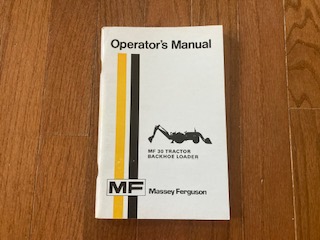 Operator's Manual
MF 30 TRACTOR
BACKHOE LOADER
MF Massey Ferguson